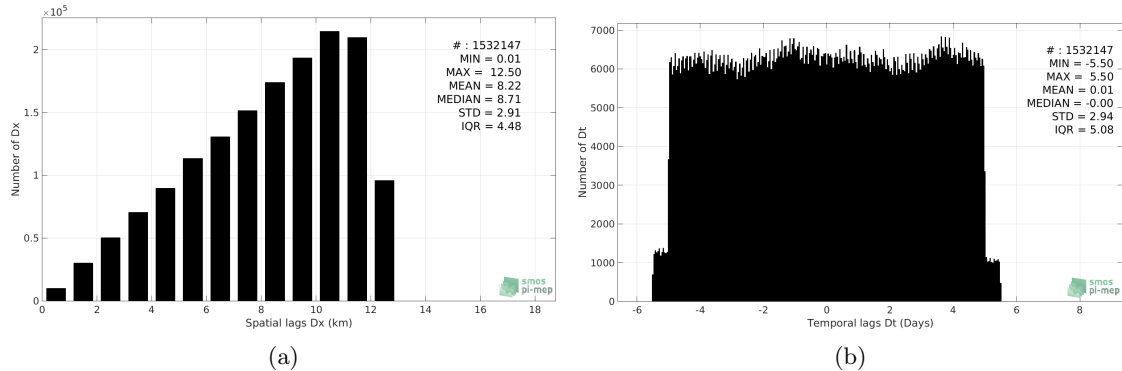 ×10⁵
2
1.5
1
0.5
0
Number of Dx
# : 1532147
MIN = 0.01
MAX = 12.50
MEAN = 8.22
MEDIAN = 8.71
STD = 2.91
IQR = 4.48
smos
pi-mep
0 2 4 6 8 10 12 14 16 18
Spatial lags Dx (km)
(a)
7000
6000
5000
4000
3000
2000
1000
0
Number of Dt
# : 1532147
MIN = -5.50
MAX = 5.50
MEAN = 0.01
MEDIAN = -0.00
STD = 2.94
IQR = 5.08
smos
pi-mep
-6 -4 -2 0 2 4 6 8
Temporal lags Dt (Days)
(b)